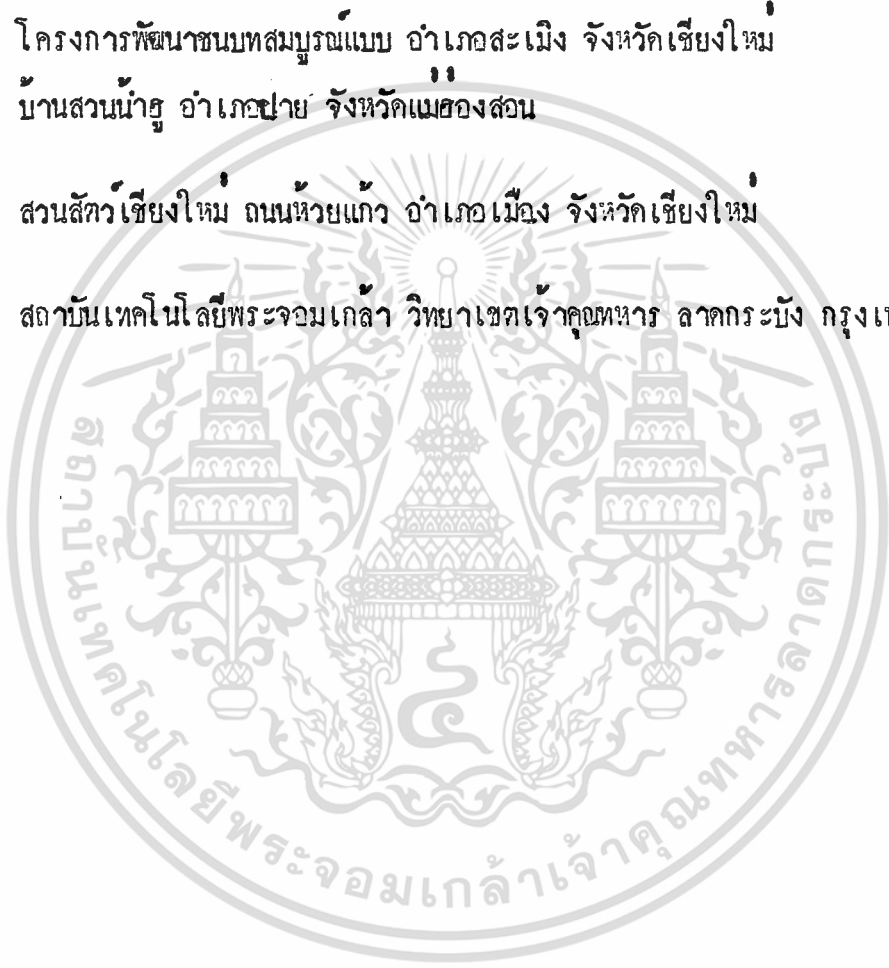 โครงการพัฒนาชนบทสมบูรณ์แบบ อำเภอสะเมิง จังหวัดเชียงใหม่
บ้านสวนน้ำฮู อำเภอปาย จังหวัดแม่ฮ่องสอน
สวนสัตว์เชียงใหม่ ถนนห้วยแก้ว อำเภอเมือง จังหวัดเชียงใหม่
สถาบันเทคโนโลยีพระจอมเกล้า วิทยาเขตเจ้าคุณทหาร ลาดกระบัง กรุงเ
สถาบันเทคโนโลยีพระจอมเกล้าเจ้าคุณทหารลาดกระบัง
๔